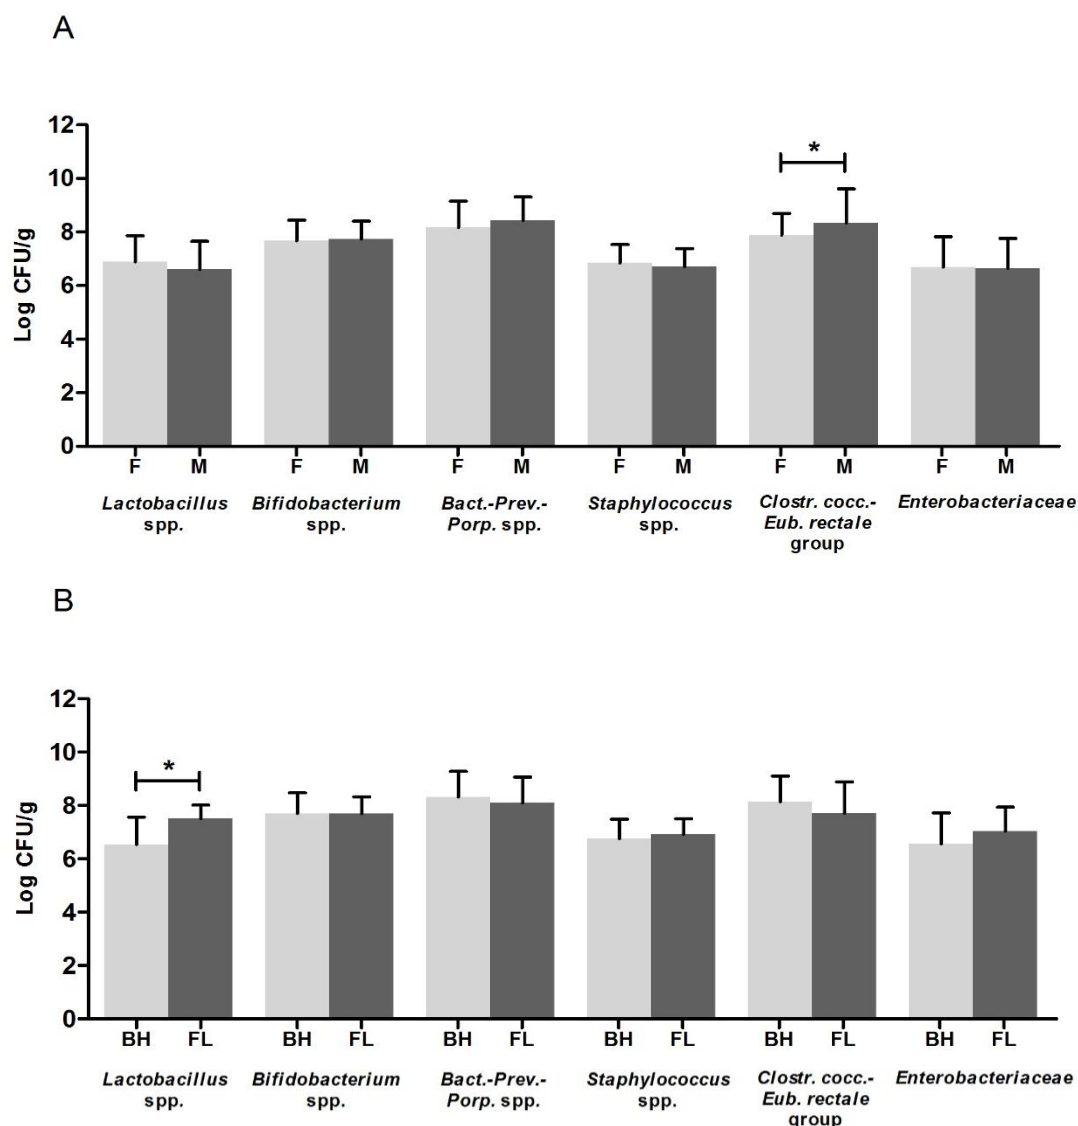 A
Log CFU/g
12
10
8
6
4
2
0
*
F M F M F M F M F M F M
Lactobacillus Bifidobacterium Bact.-Prev.- Staphylococcus Clostr. cocc.- Enterobacteriaceae
spp. spp. Porp. spp. spp. Eub. rectale
group
B
Log CFU/g
12
10
8
6
4
2
0
*
BH FL BH FL BH FL BH FL BH FL BH FL
Lactobacillus Bifidobacterium Bact.-Prev.- Staphylococcus Clostr. cocc.- Enterobacteriaceae
spp. spp. Porp. spp. spp. Eub. rectale
group